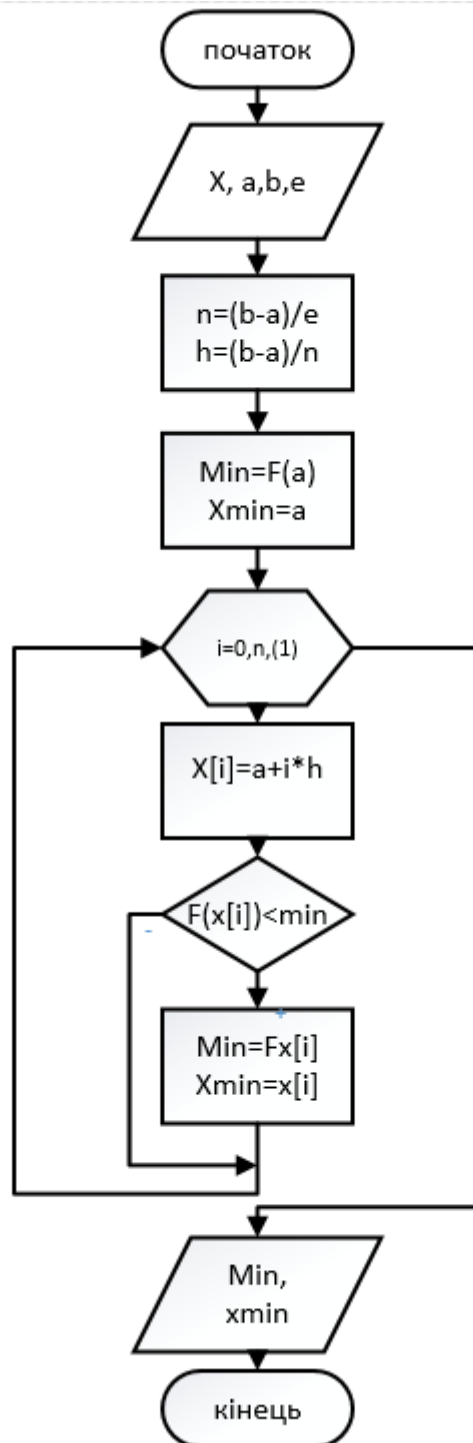 початок
X, a,b,e
n=(b-a)/e
h=(b-a)/n
Min=F(a)
Xmin=a
i=0,n,(1)
X[i]=a+i*h
F(x[i])<min
-
+
Min=Fx[i]
Xmin=x[i]
Min,
xmin
кінець